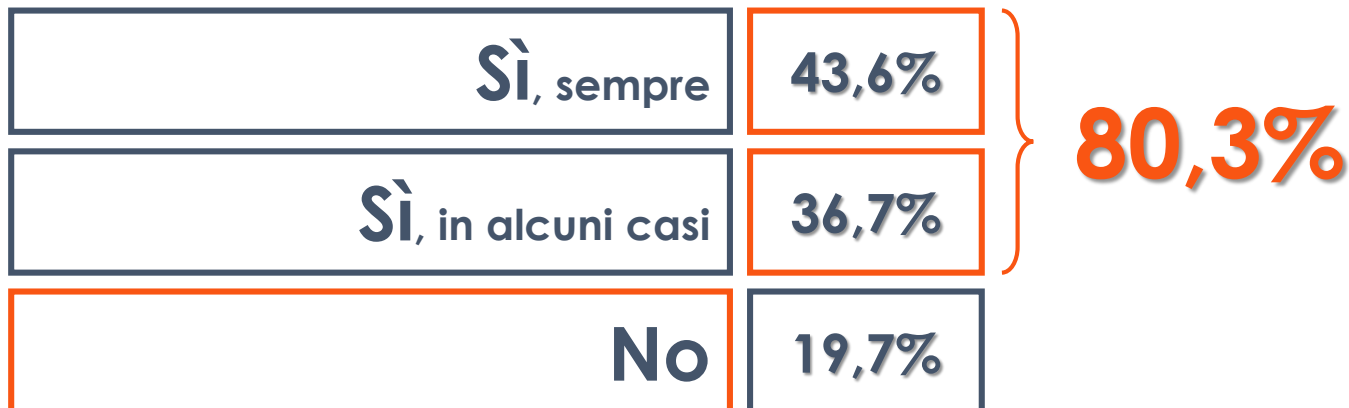 Sì, sempre 43,6%
80,3%
Sì, in alcuni casi 36,7%
No 19,7%